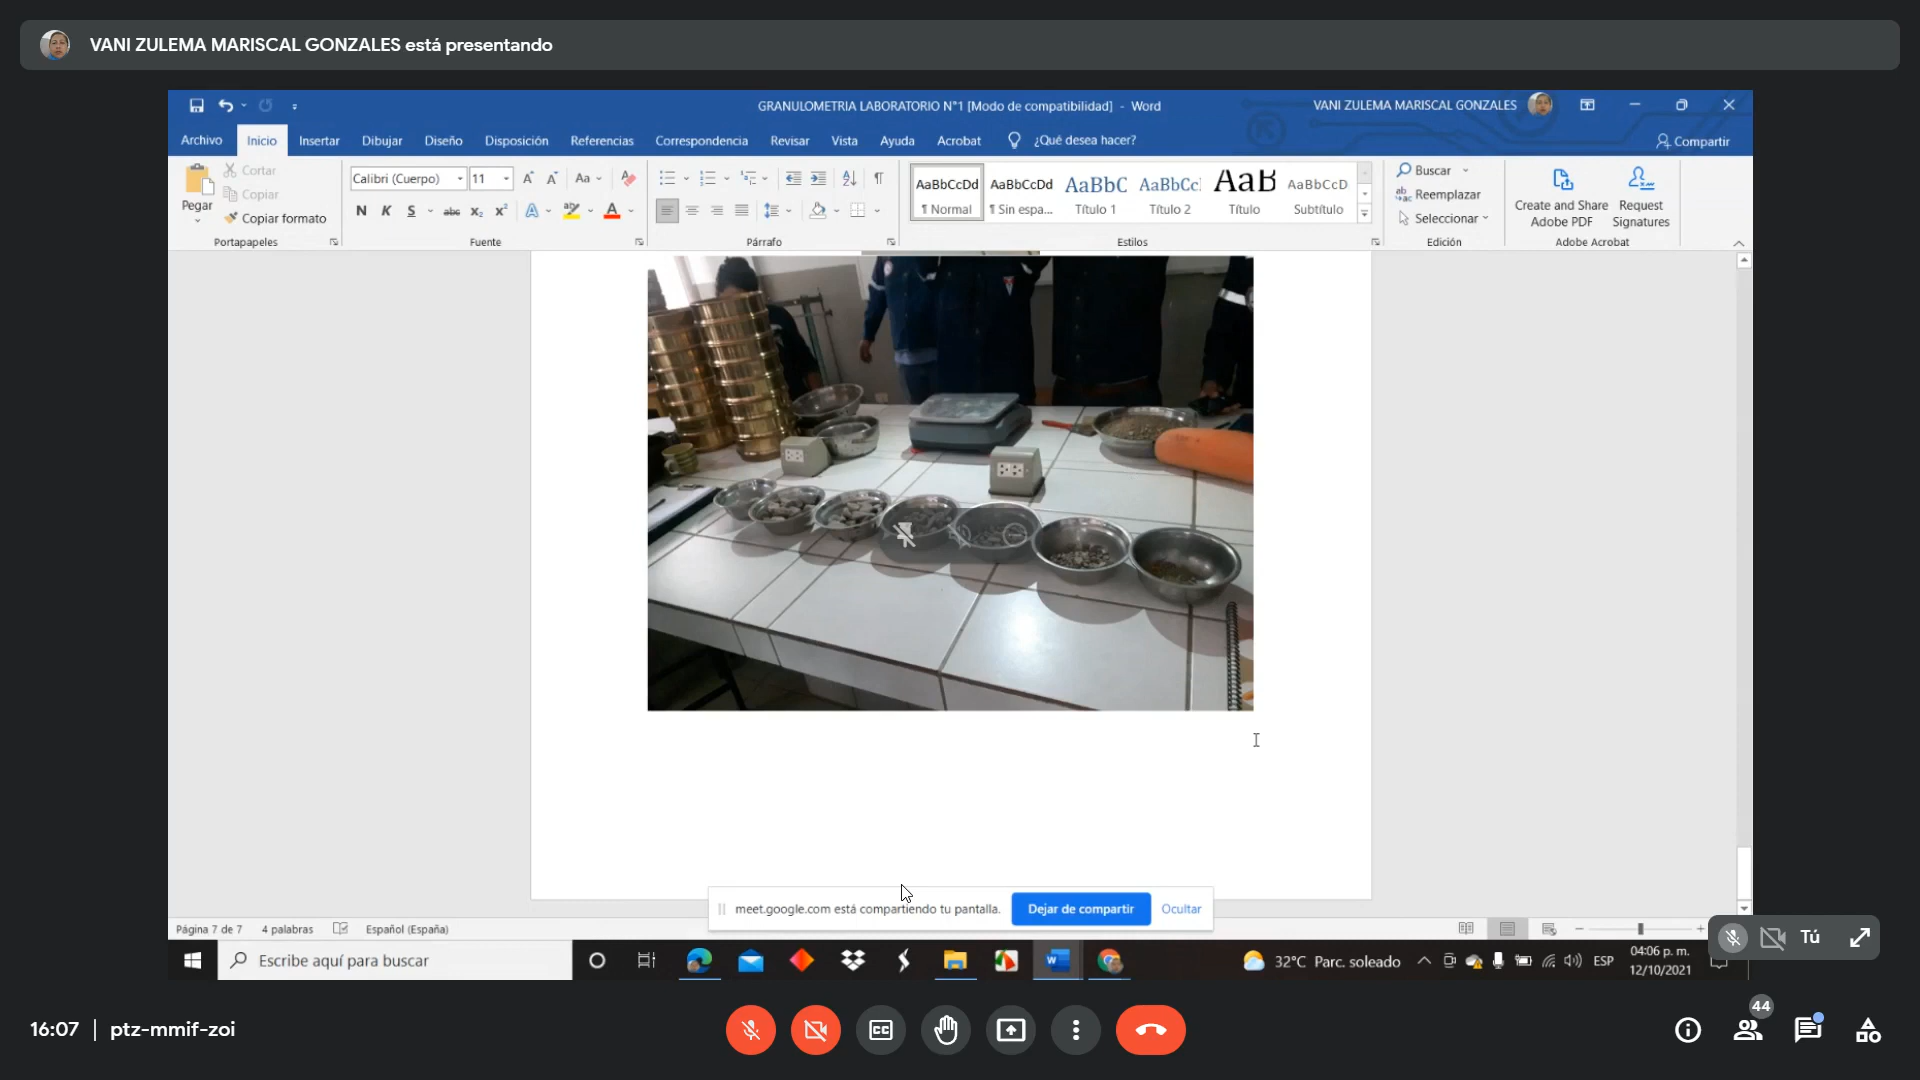 VANI ZULEMA MARISCAL GONZALES está presentando
GRANULOMETRIA LABORATORIO N°1 [Modo de compatibilidad] - Word
VANI ZULEMA MARISCAL GONZALES
Archivo Inicio Insertar Dibujar Diseño Disposición Referencias Correspondencia Revisar Vista Ayuda Acrobat ¿Qué desea hacer? Compartir
Pegar
Cortar
Copiar
Copiar formato
Portapapeles
Calibri (Cuerpo) 11
Aa
N K S abc x₂ x²
Fuente
Párrafo
AaBbCcDd AaBbCcDd AaBbC AaBbCc AaB AaBbCcD
¶ Normal ¶ Sin espa... Título 1 Título 2 Título Subtítulo
Estilos
Buscar
Reemplazar
Seleccionar
Edición
Create and Share
Adobe PDF
Request
Signatures
Adobe Acrobat
meet.google.com está compartiendo tu pantalla. Dejar de compartir Ocultar
Página 7 de 7 4 palabras Español (España)
Tú
Escribe aquí para buscar
32°C Parc. soleado
ESP
04:06 p. m.
12/10/2021
16:07 | ptz-mmif-zoi
44